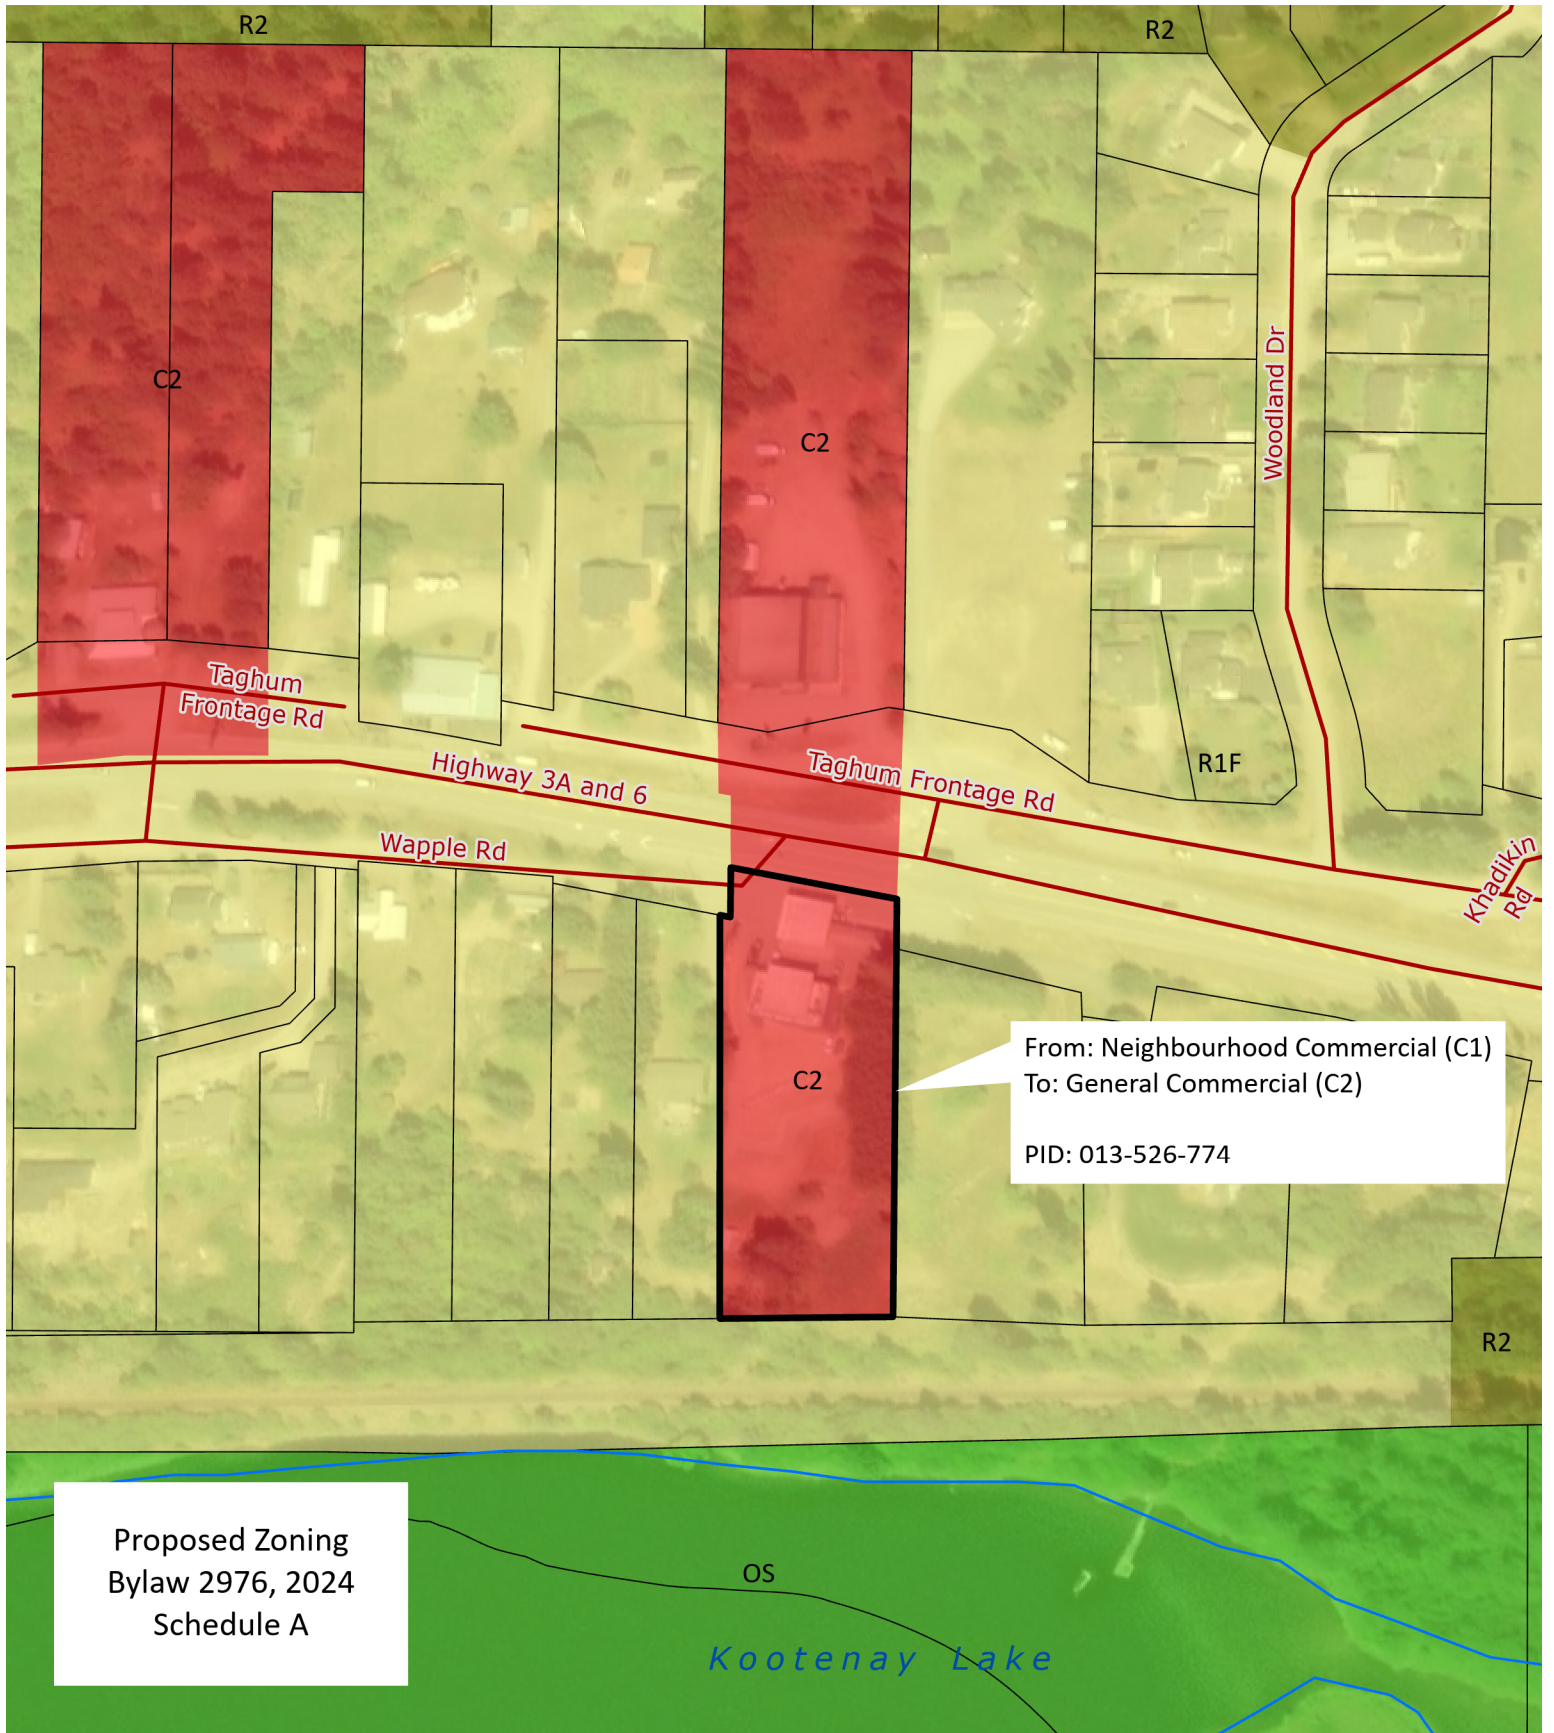 R2
R2
C2
C2
Woodland Dr
Taghum
Frontage Rd
Highway 3A and 6
Taghum Frontage Rd
R1F
Wapple Rd
Khadikin
Rd
From: Neighbourhood Commercial (C1)
To: General Commercial (C2)
PID: 013-526-774
C2
R2
Proposed Zoning
Bylaw 2976, 2024
Schedule A
OS
Kootenay Lake